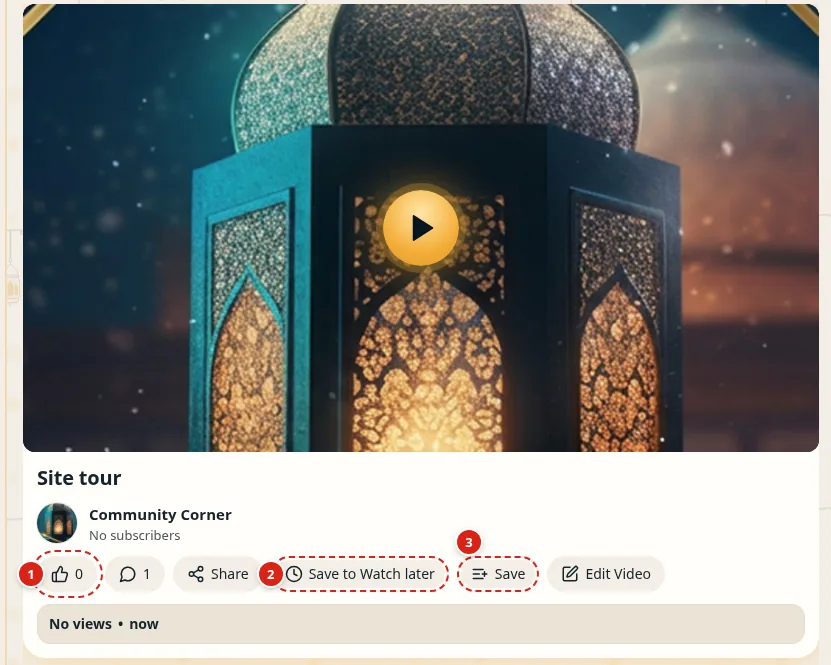 Site tour
Community Corner
No subscribers
1 0 1 Share 2 Save to Watch later 3 Save Edit Video
No views • now